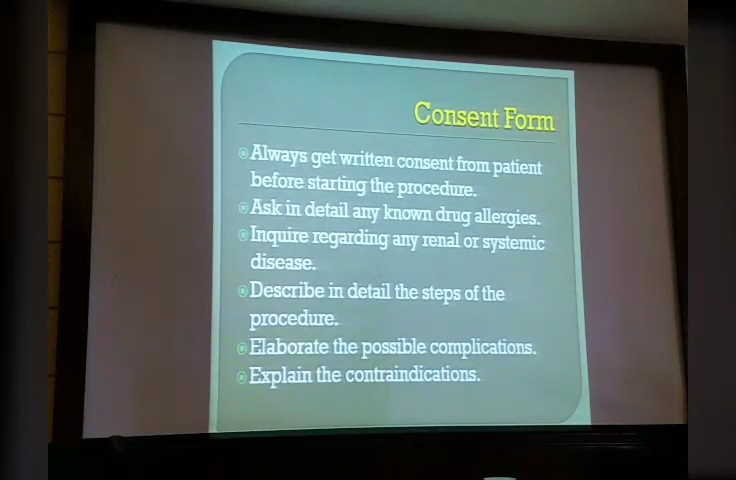 Consent Form
Always get written consent from patient
before starting the procedure.
Ask in detail any known drug allergies.
Inquire regarding any renal or systemic
disease.
Describe in detail the steps of the
procedure.
Elaborate the possible complications.
Explain the contraindications.